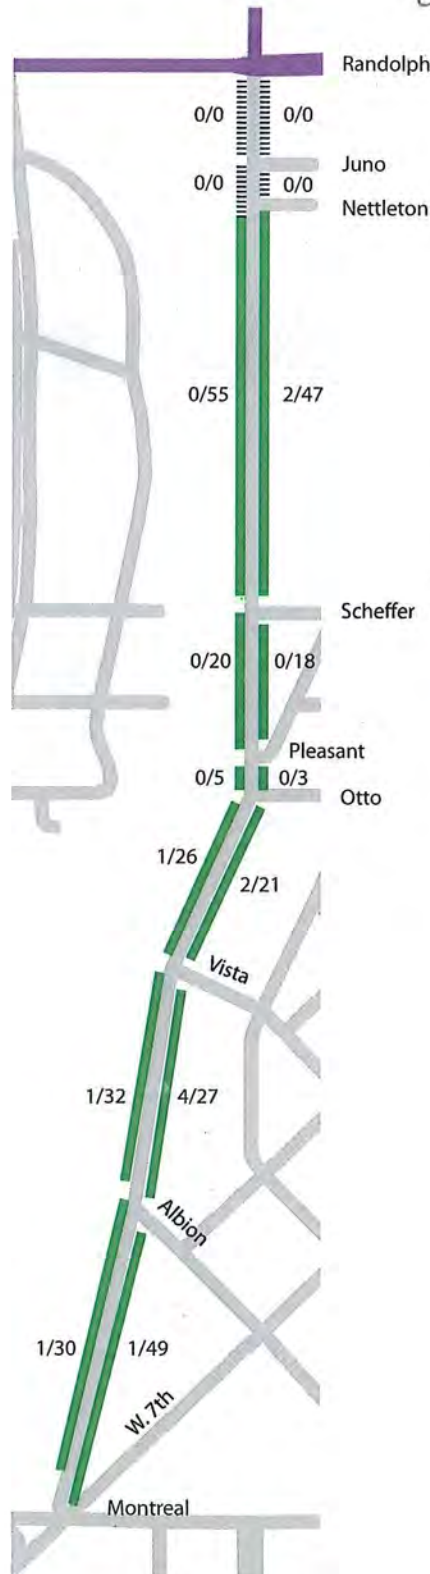 Randolph
0/0 0/0
Juno
0/0 0/0
Nettleton
0/55 2/47
Scheffer
0/20 0/18
Pleasant
0/5 0/3
Otto
1/26
2/21
Vista
1/32 4/27
Albion
1/30 1/49
W. 7th
Montreal